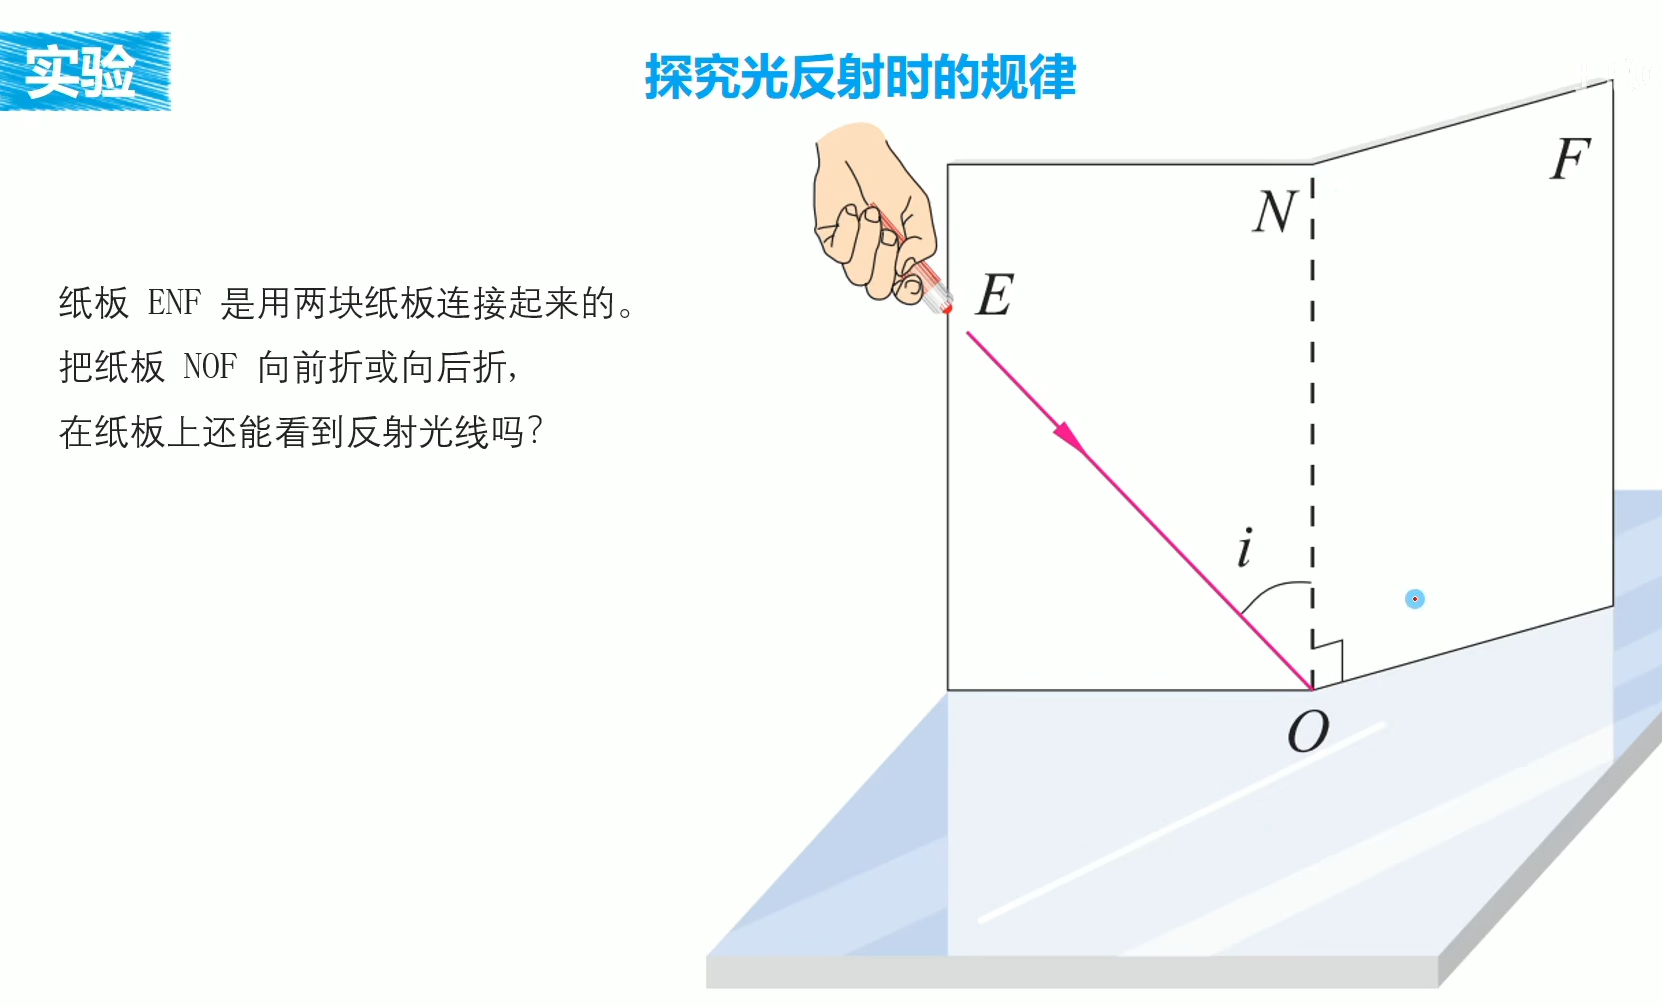 实验
探究光反射时的规律
纸板 ENF 是用两块纸板连接起来的。
把纸板 NOF 向前折或向后折,
在纸板上还能看到反射光线吗?
F
N
E
i
O